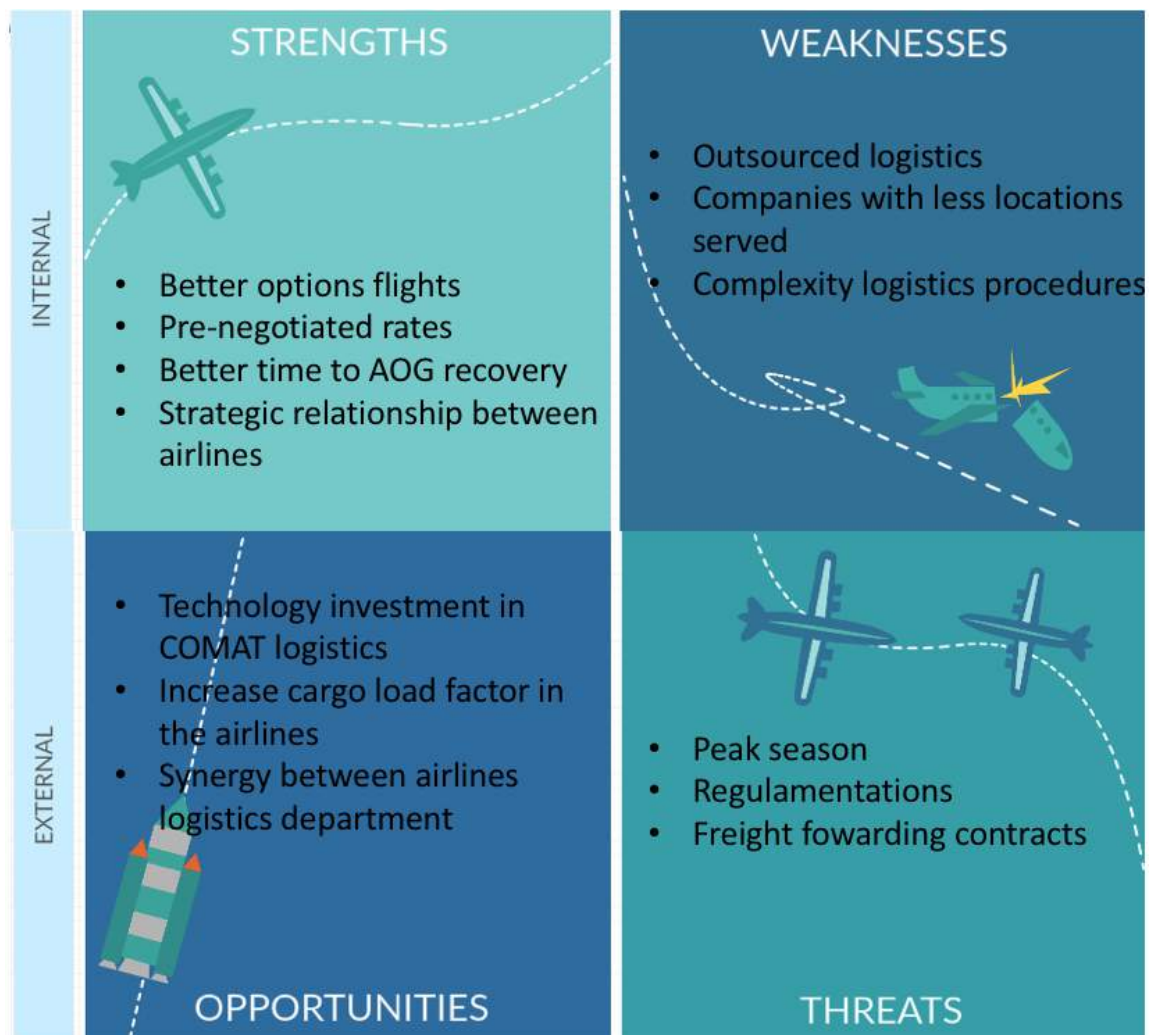 INTERNAL
STRENGTHS
• Better options flights
• Pre-negotiated rates
• Better time to AOG recovery
• Strategic relationship between
airlines
WEAKNESSES
• Outsourced logistics
• Companies with less locations
served
• Complexity logistics procedures
EXTERNAL
• Technology investment in
COMAT logistics
• Increase cargo load factor in
the airlines
• Synergy between airlines
logistics department
OPPORTUNITIES
• Peak season
• Regulamentations
• Freight fowarding contracts
THREATS